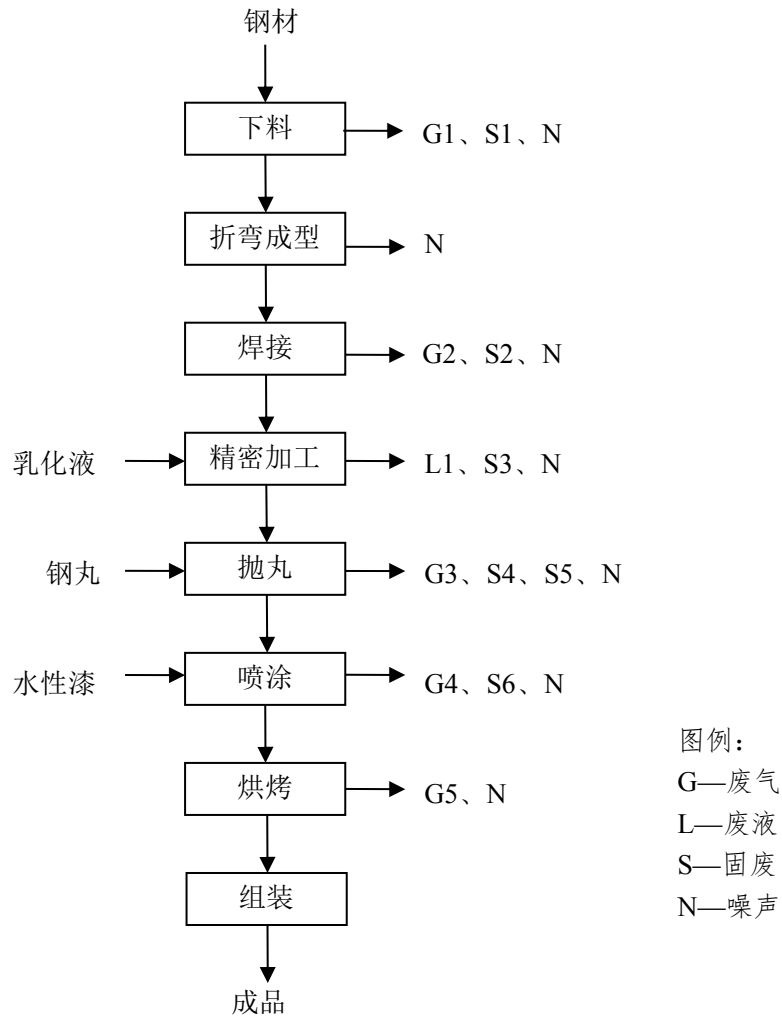 钢材
下料
G1、S1、N
折弯成型
N
焊接
G2、S2、N
乳化液
精密加工
L1、S3、N
钢丸
抛丸
G3、S4、S5、N
水性漆
喷涂
G4、S6、N
烘烤
G5、N
组装
成品
图例：
G—废气
L—废液
S—固废
N—噪声